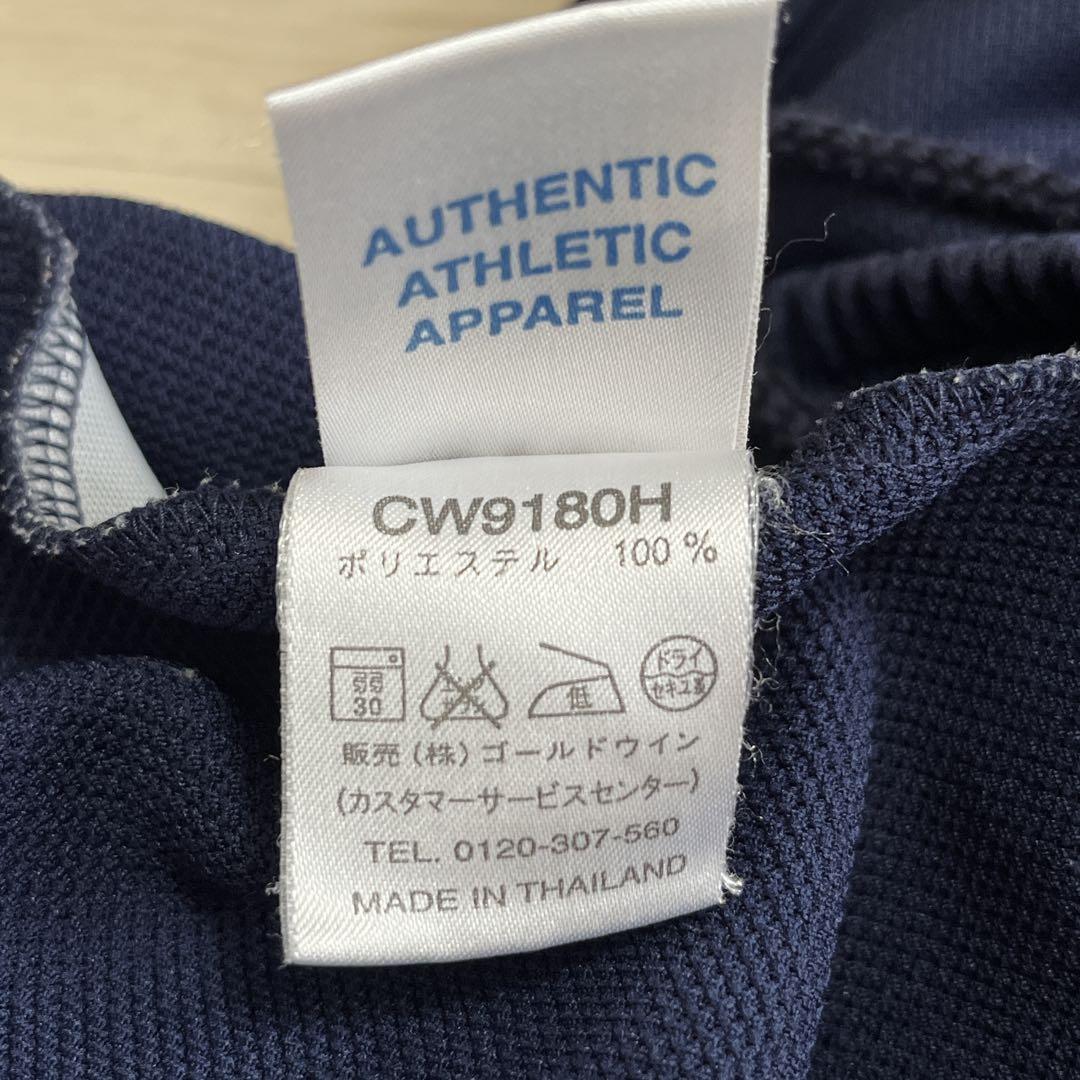 AUTHENTIC
ATHLETIC
APPAREL
CW9180H
ポリエステル 100 %
弱
30
低
ドライ
セキユ系
販売 (株) ゴールドウイン
(カスタマーサービスセンター)
TEL. 0120-307-560
MADE IN THAILAND